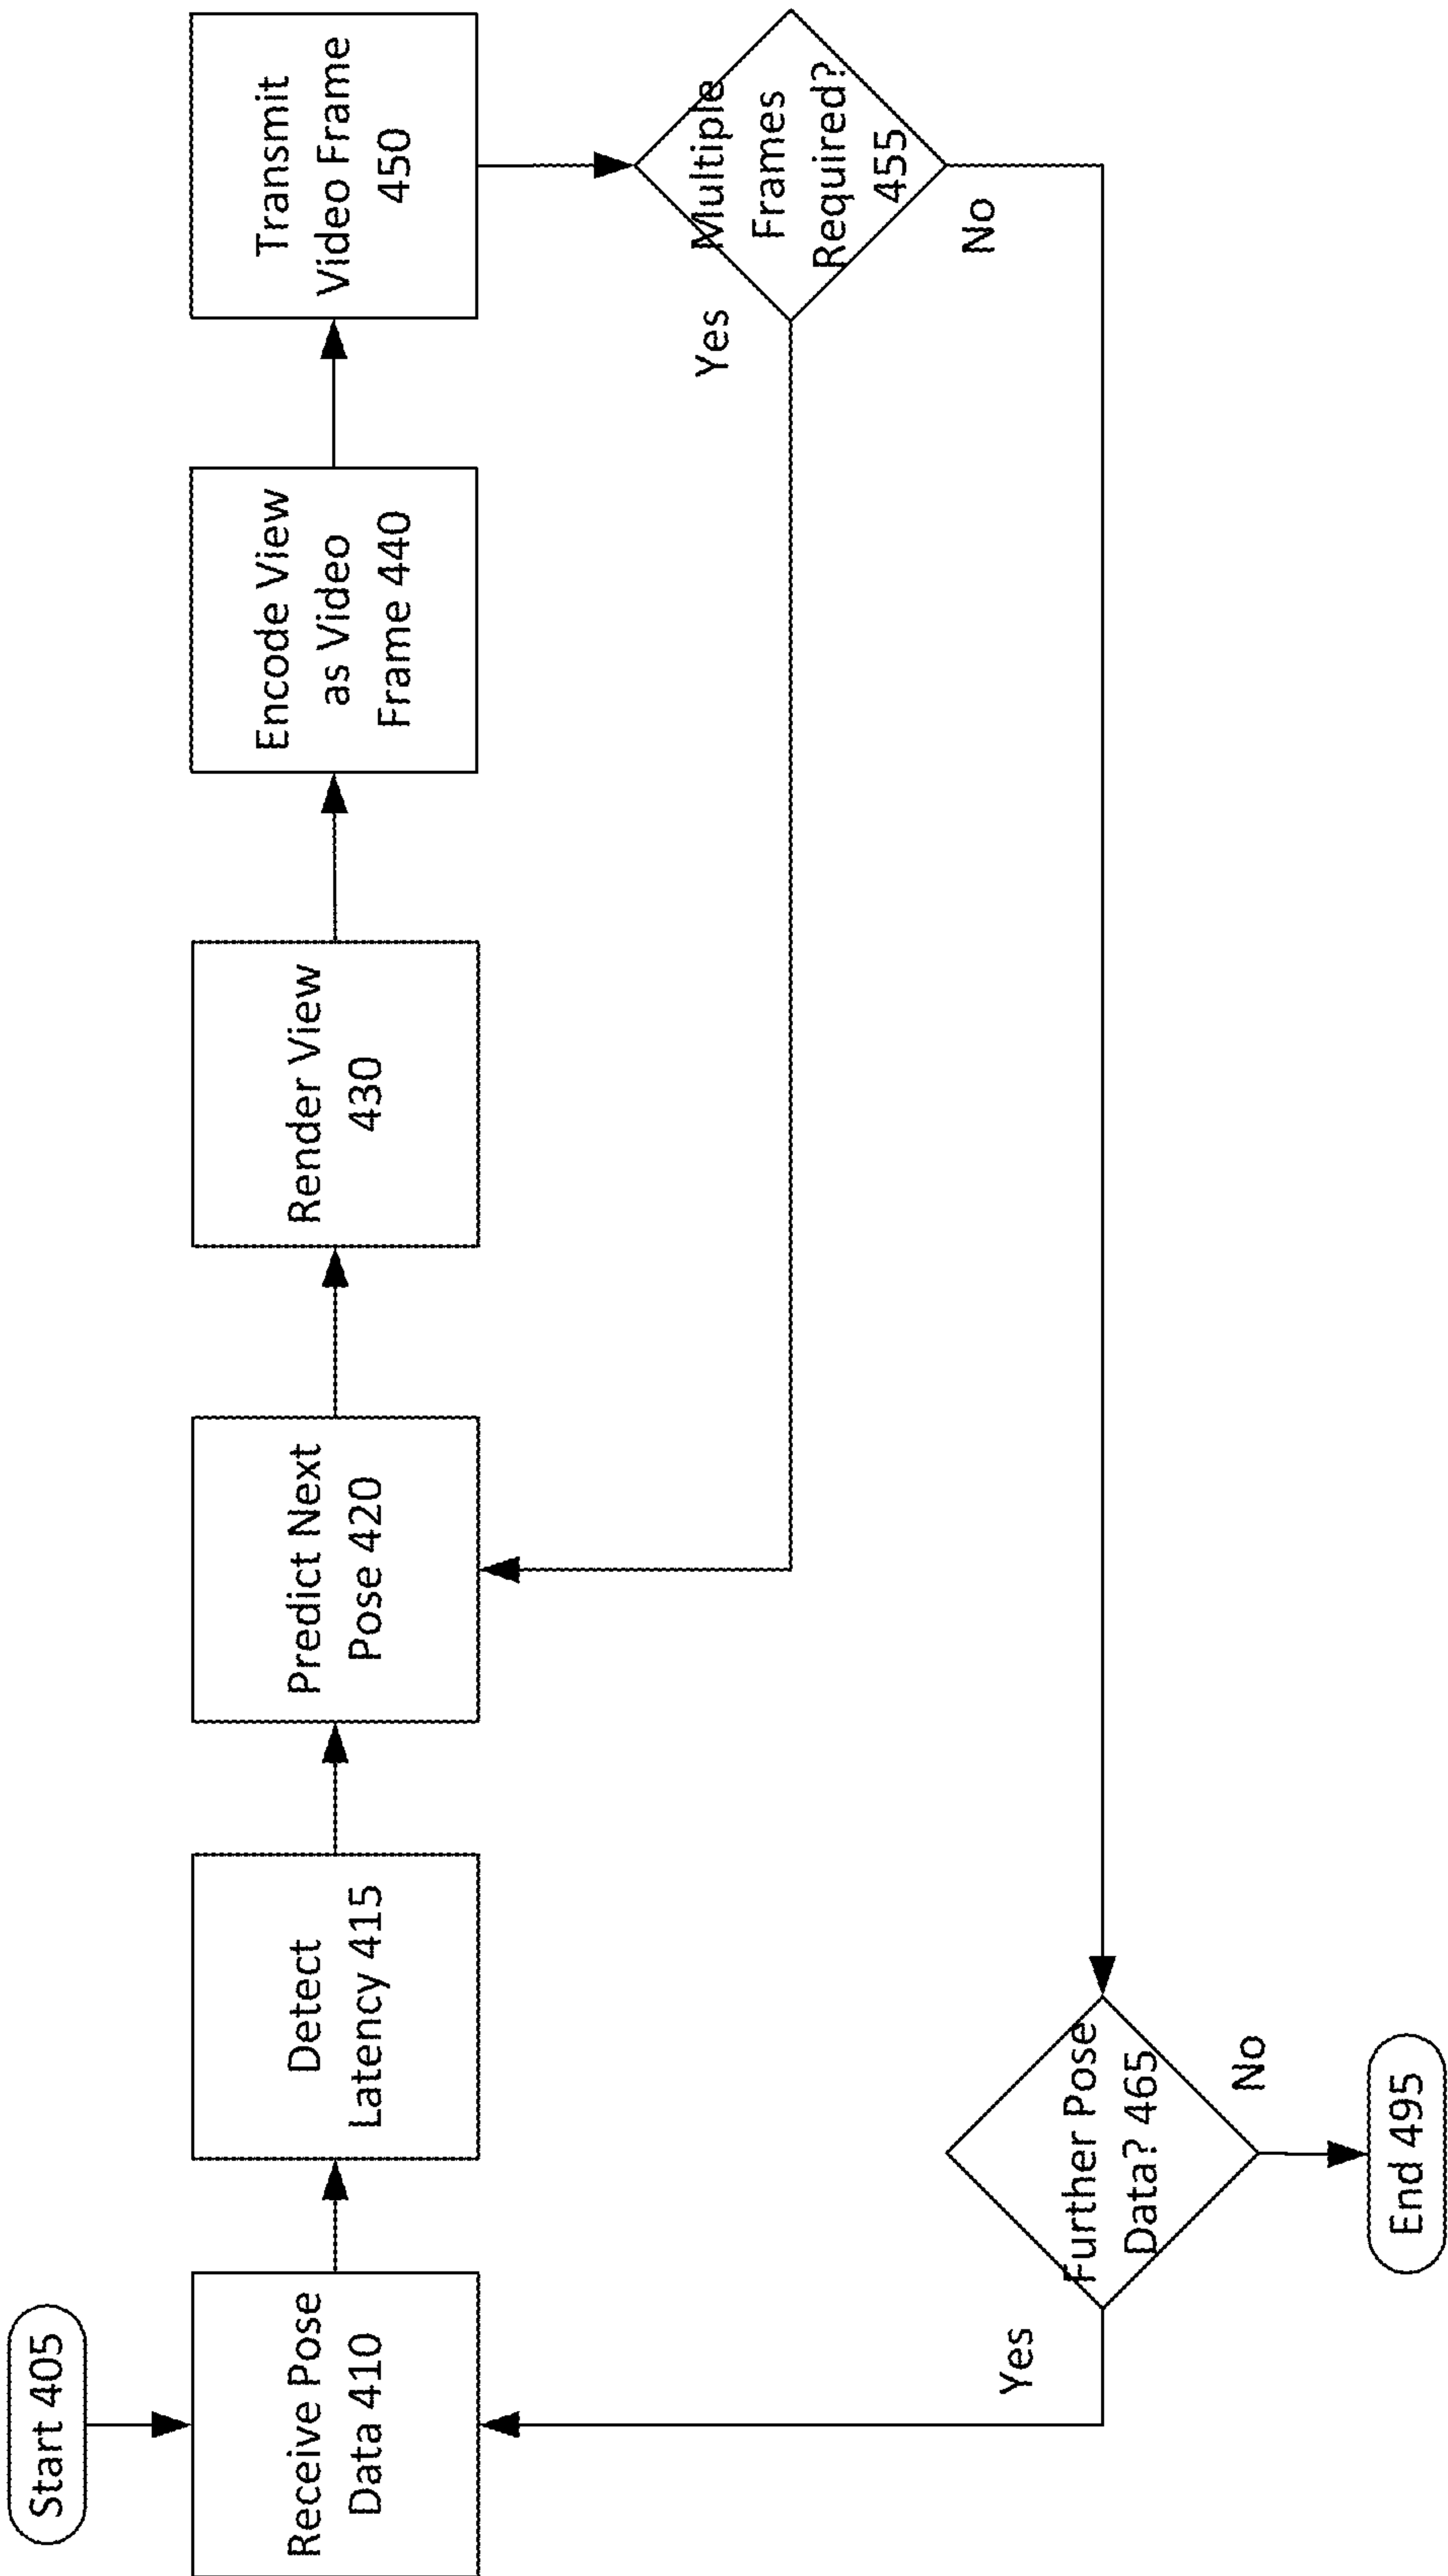 Start 405
Receive Pose
Data 410
Detect
Latency 415
Predict Next
Pose 420
Render View
430
Encode View
as Video
Frame 440
Transmit
Video Frame
450
Multiple
Frames
Required?
455
Yes
No
Further Pose
Data? 465
Yes
No
End 495